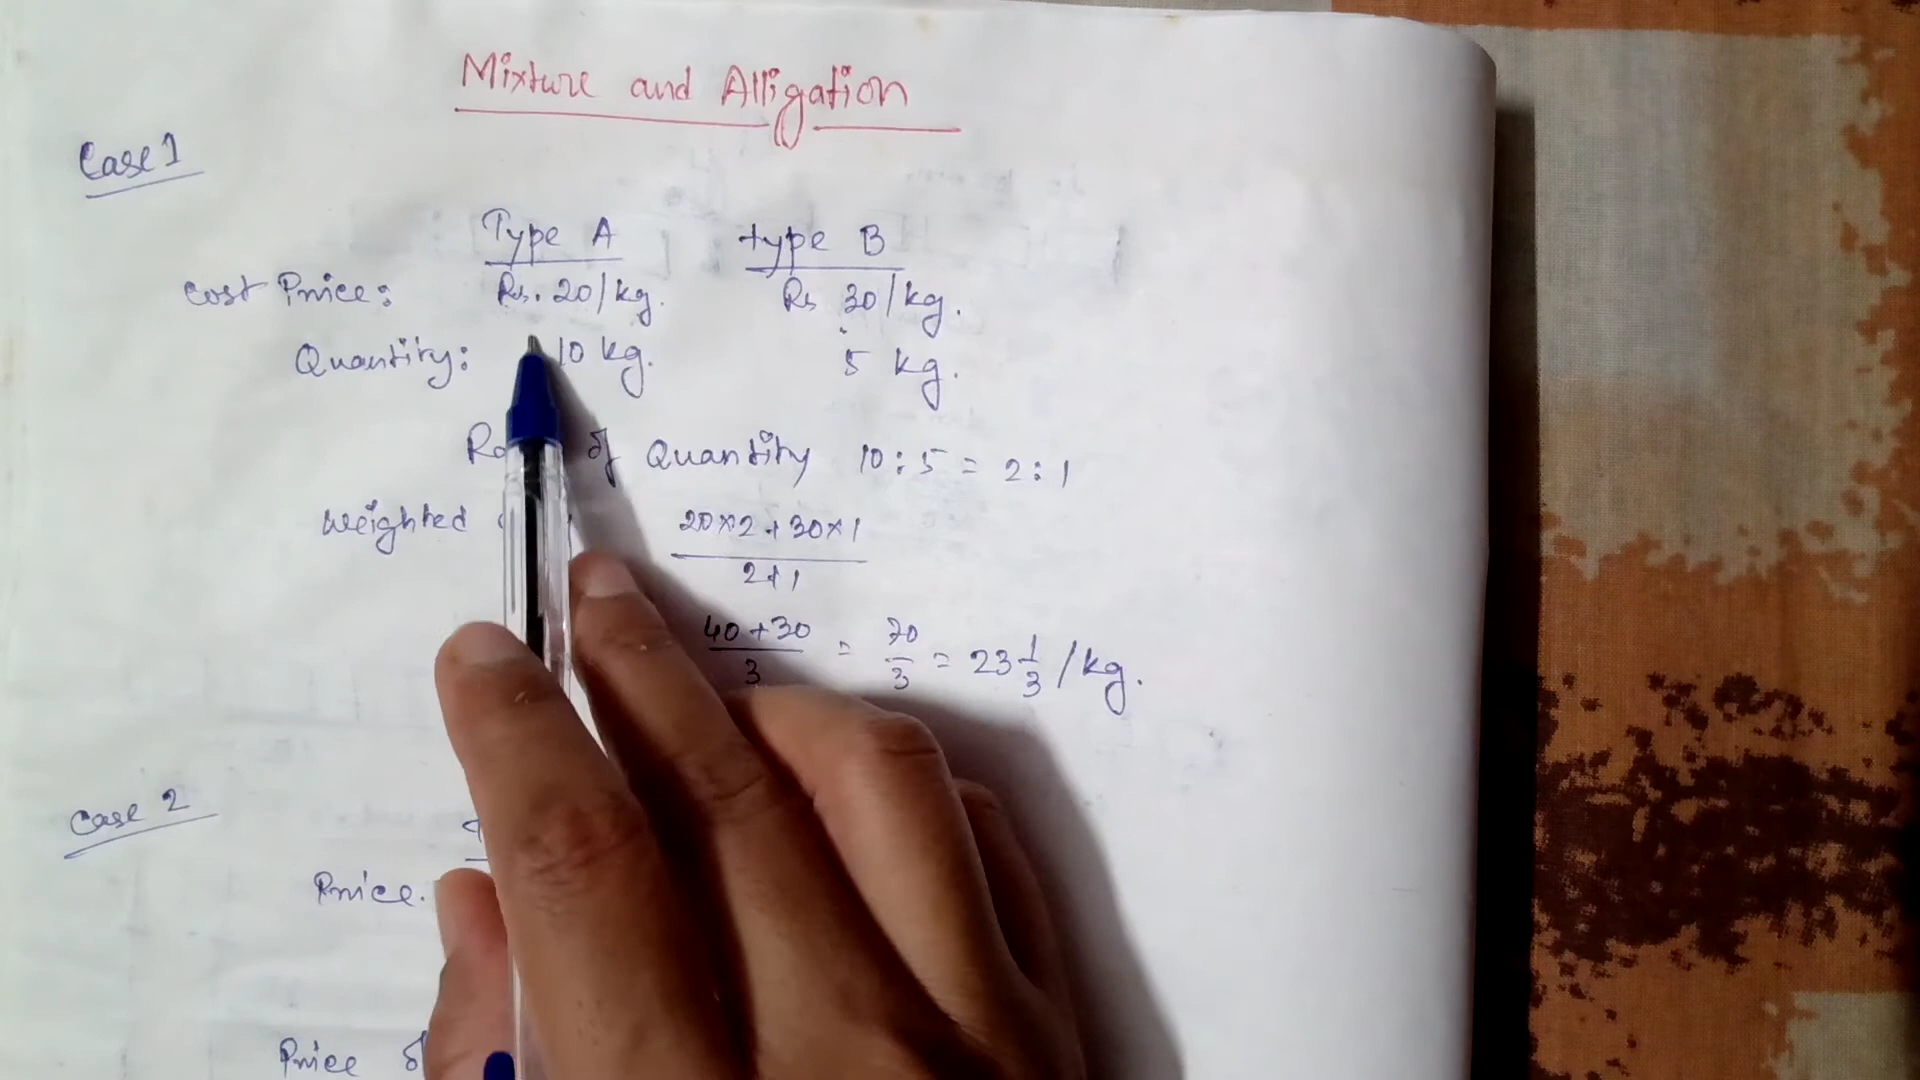 Mixture and Alligation
Case 1
Type A type B
Cost Price: Rs. 20/kg. Rs 30/kg.
Quantity: 10 kg. 5 kg.
of Quantity 10 : 5 = 2 : 1
Weighted 20×2 + 30×1
2+1
40+30 = 70 = 23 1/3 /kg.
3 3
Case 2
Price.
Price